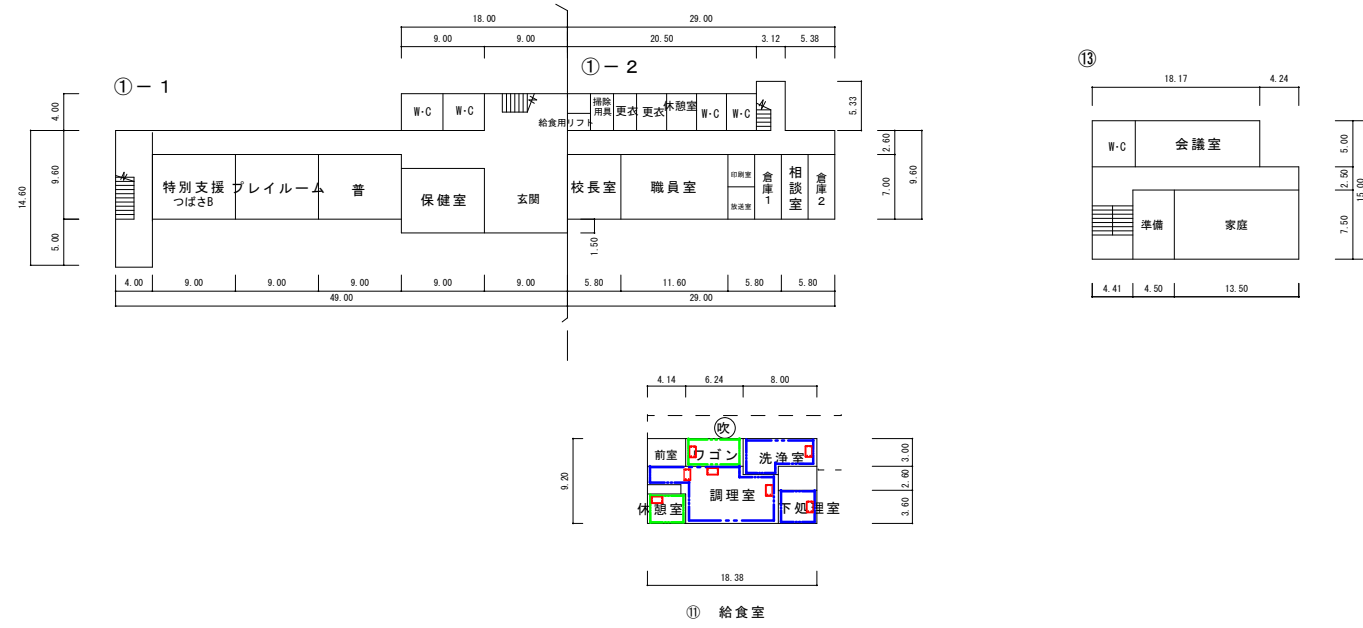 18.00
29.00
9.00
9.00
20.50
3.12
5.38
①－1
①－2
4.00
9.60
14.60
5.00
W・C
W・C
給食用リフト
掃除
用具
更衣
更衣
休憩室
W・C
W・C
5.33
2.60
7.00
9.60
特別支援
つばさB
プレイルーム
普
保健室
玄関
校長室
職員室
印刷室
放送室
倉庫1
相談室
倉庫2
1.50
4.00
9.00
9.00
9.00
9.00
9.00
5.80
11.60
5.80
5.80
49.00
29.00
⑬
18.17
4.24
W・C
会議室
5.00
2.50
7.50
15.00
準備
家庭
4.41
4.50
13.50
4.14
6.24
8.00
吹
前室
ワゴン
洗浄室
調理室
休憩室
下処理室
9.20
3.00
2.60
3.60
18.38
⑪ 給食室